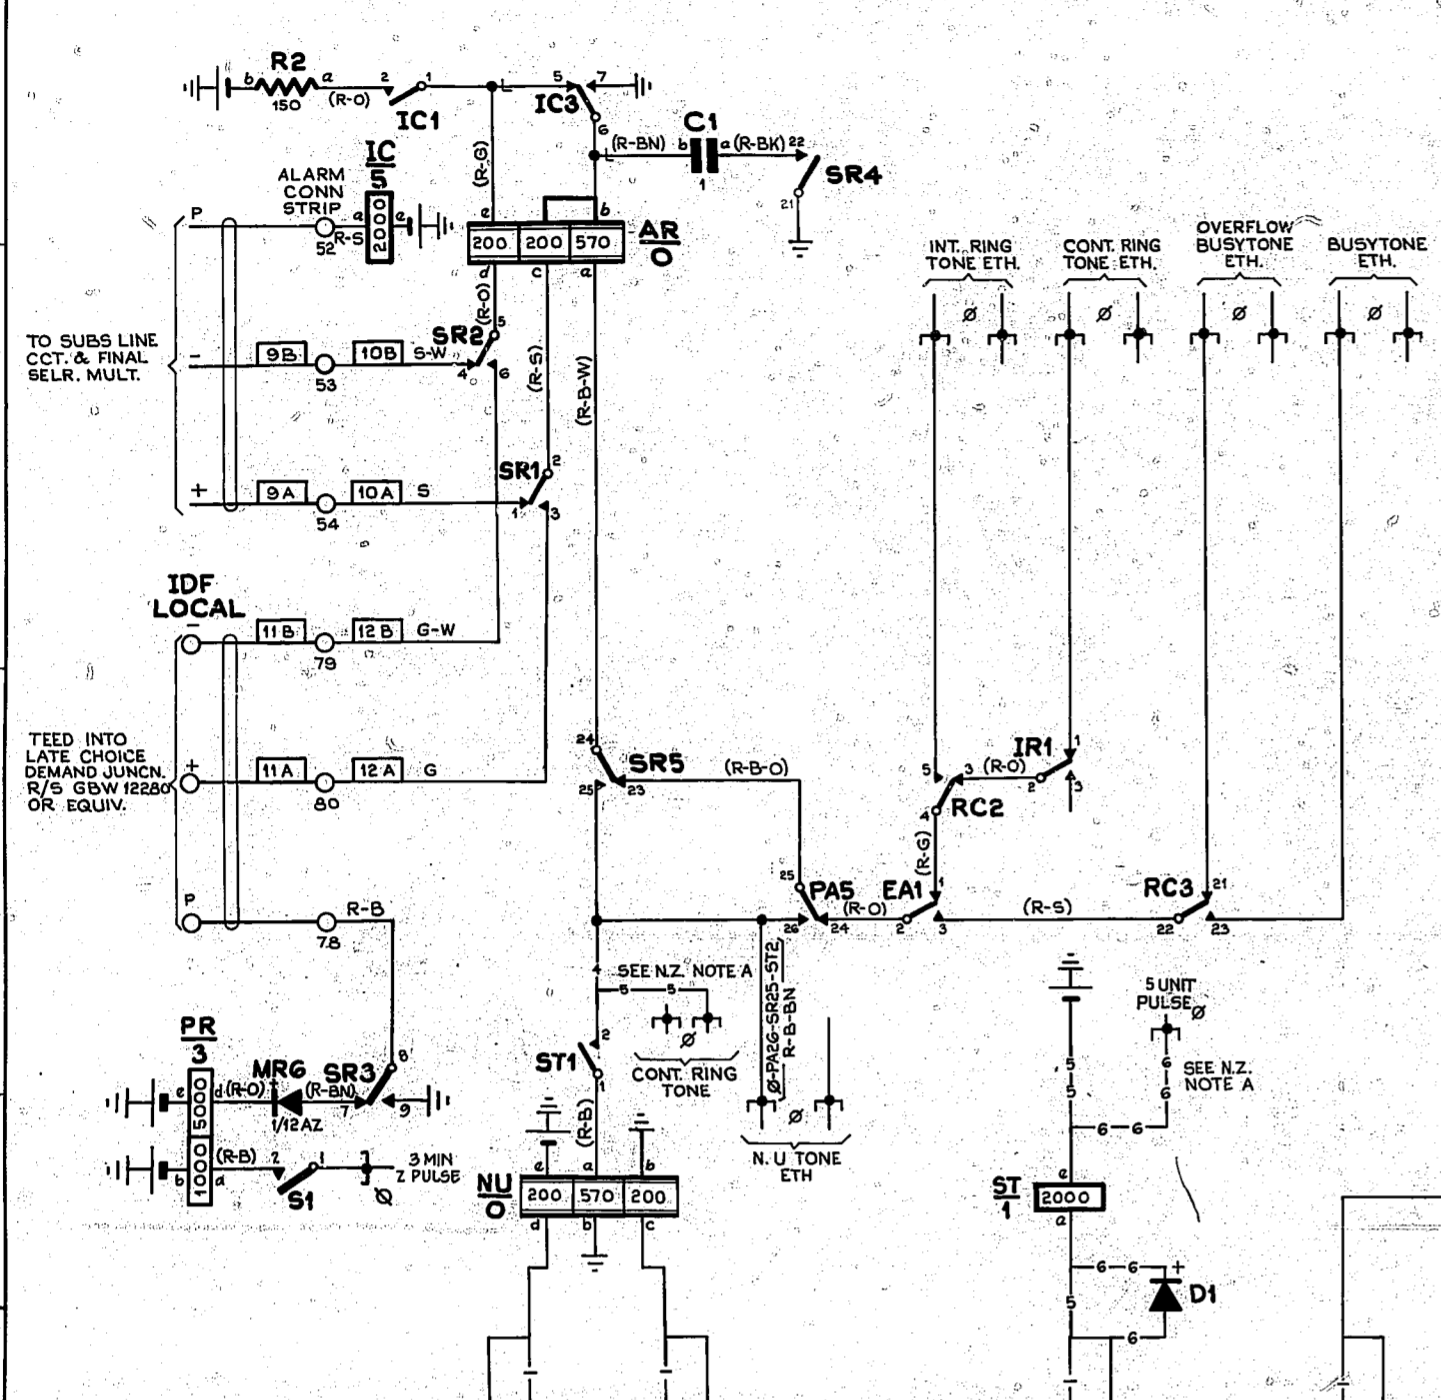 R2
b
a
150
(R-O)
2
1
IC1
5
7
IC3
6
(R-BN)
b
C1
a
(R-BK)
22
1
SR4
21
IC
5
ALARM
CONN
STRIP
P
a
2000
e
R-S
52
(R-G)
e
b
200
200
570
AR
O
d
c
a
(R-O)
INT. RING
TONE ETH.
CONT. RING
TONE ETH.
OVERFLOW
BUSYTONE
ETH.
BUSYTONE
ETH.
Ø
Ø
Ø
TO SUBS LINE
CCT. & FINAL
SELR. MULT.
-
9B
53
10B
S-W
SR2
5
4
6
(R-S)
(R-B-W)
+
9A
54
10A
S
SR1
2
1
3
IDF
LOCAL
-
11B
79
12B
G-W
TEED INTO
LATE CHOICE
DEMAND JUNCN.
R/S GBW 12280
OR EQUIV.
+
11A
80
12A
G
24
SR5
25
23
(R-B-O)
5
3
(R-O)
IR1
1
2
3
RC2
4
(R-G)
P
78
R-B
25
PA5
26
24
(R-O)
EA1
1
2
3
(R-S)
RC3
21
22
23
4
SEE N.Z. NOTE A
5
5
Ø
CONT. RING
TONE
Ø-PA26-SR25-ST2
R-B-BN
Ø
N.U TONE
ETH
2
ST1
1
(R-B)
PR
3
e
5000
d
(R-O)
MR6
+
1/12AZ
(R-BN)
SR3
8
7
9
b
1000
a
(R-B)
2
1
S1
Ø
3 MIN
Z PULSE
NU
O
e
a
b
200
570
200
d
b
c
5 UNIT
PULSE
Ø
5
5
6
6
SEE N.Z.
NOTE A
6
6
e
ST
1
2000
a
6
6
+
5
D1
6